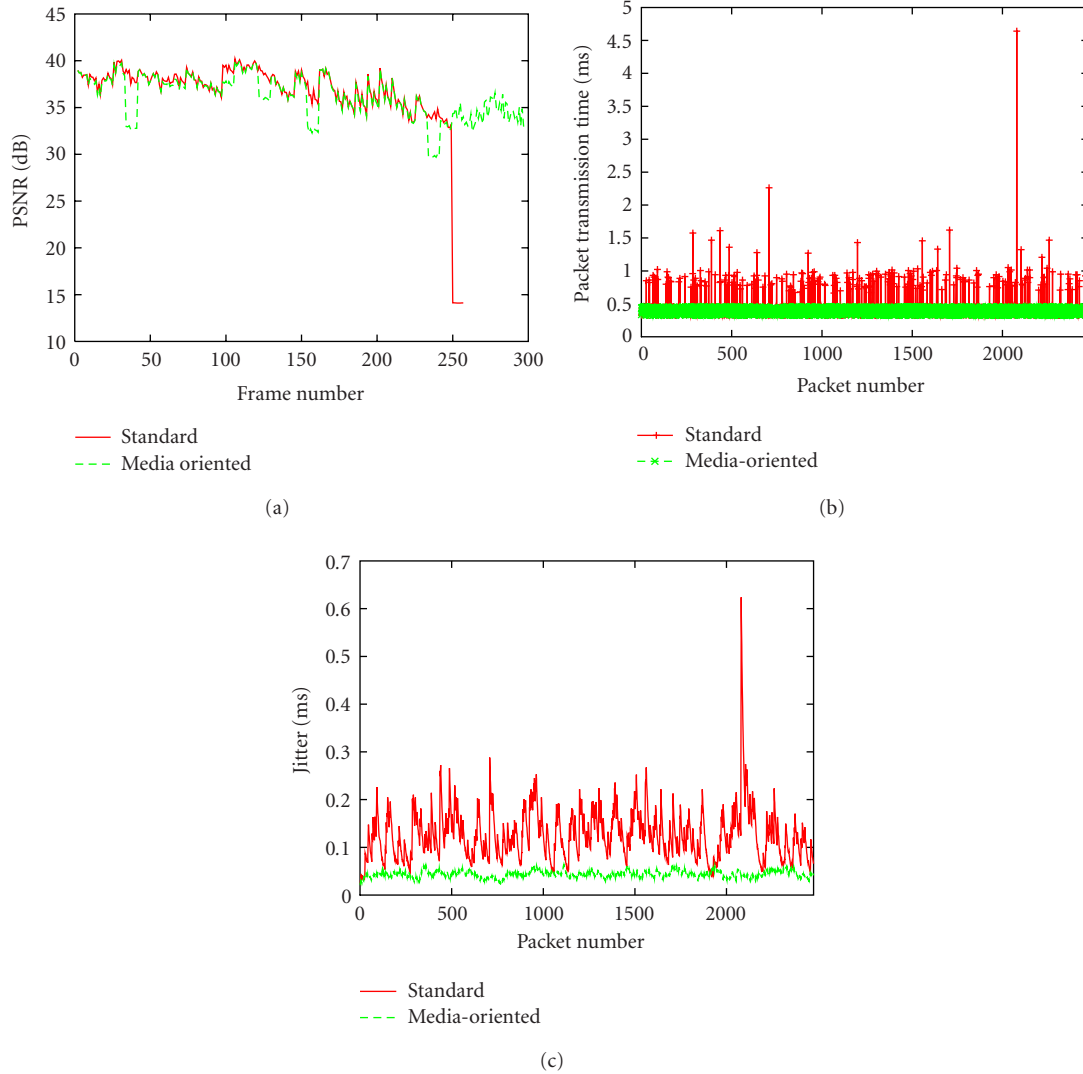 45
40
35
30
25
20
15
10
PSNR (dB)
0 50 100 150 200 250 300
Frame number
Standard
Media oriented
(a)
5
4.5
4
3.5
3
2.5
2
1.5
1
0.5
0
Packet transmission time (ms)
0 500 1000 1500 2000
Packet number
Standard
Media-oriented
(b)
0.7
0.6
0.5
0.4
0.3
0.2
0.1
0
Jitter (ms)
0 500 1000 1500 2000
Packet number
Standard
Media-oriented
(c)